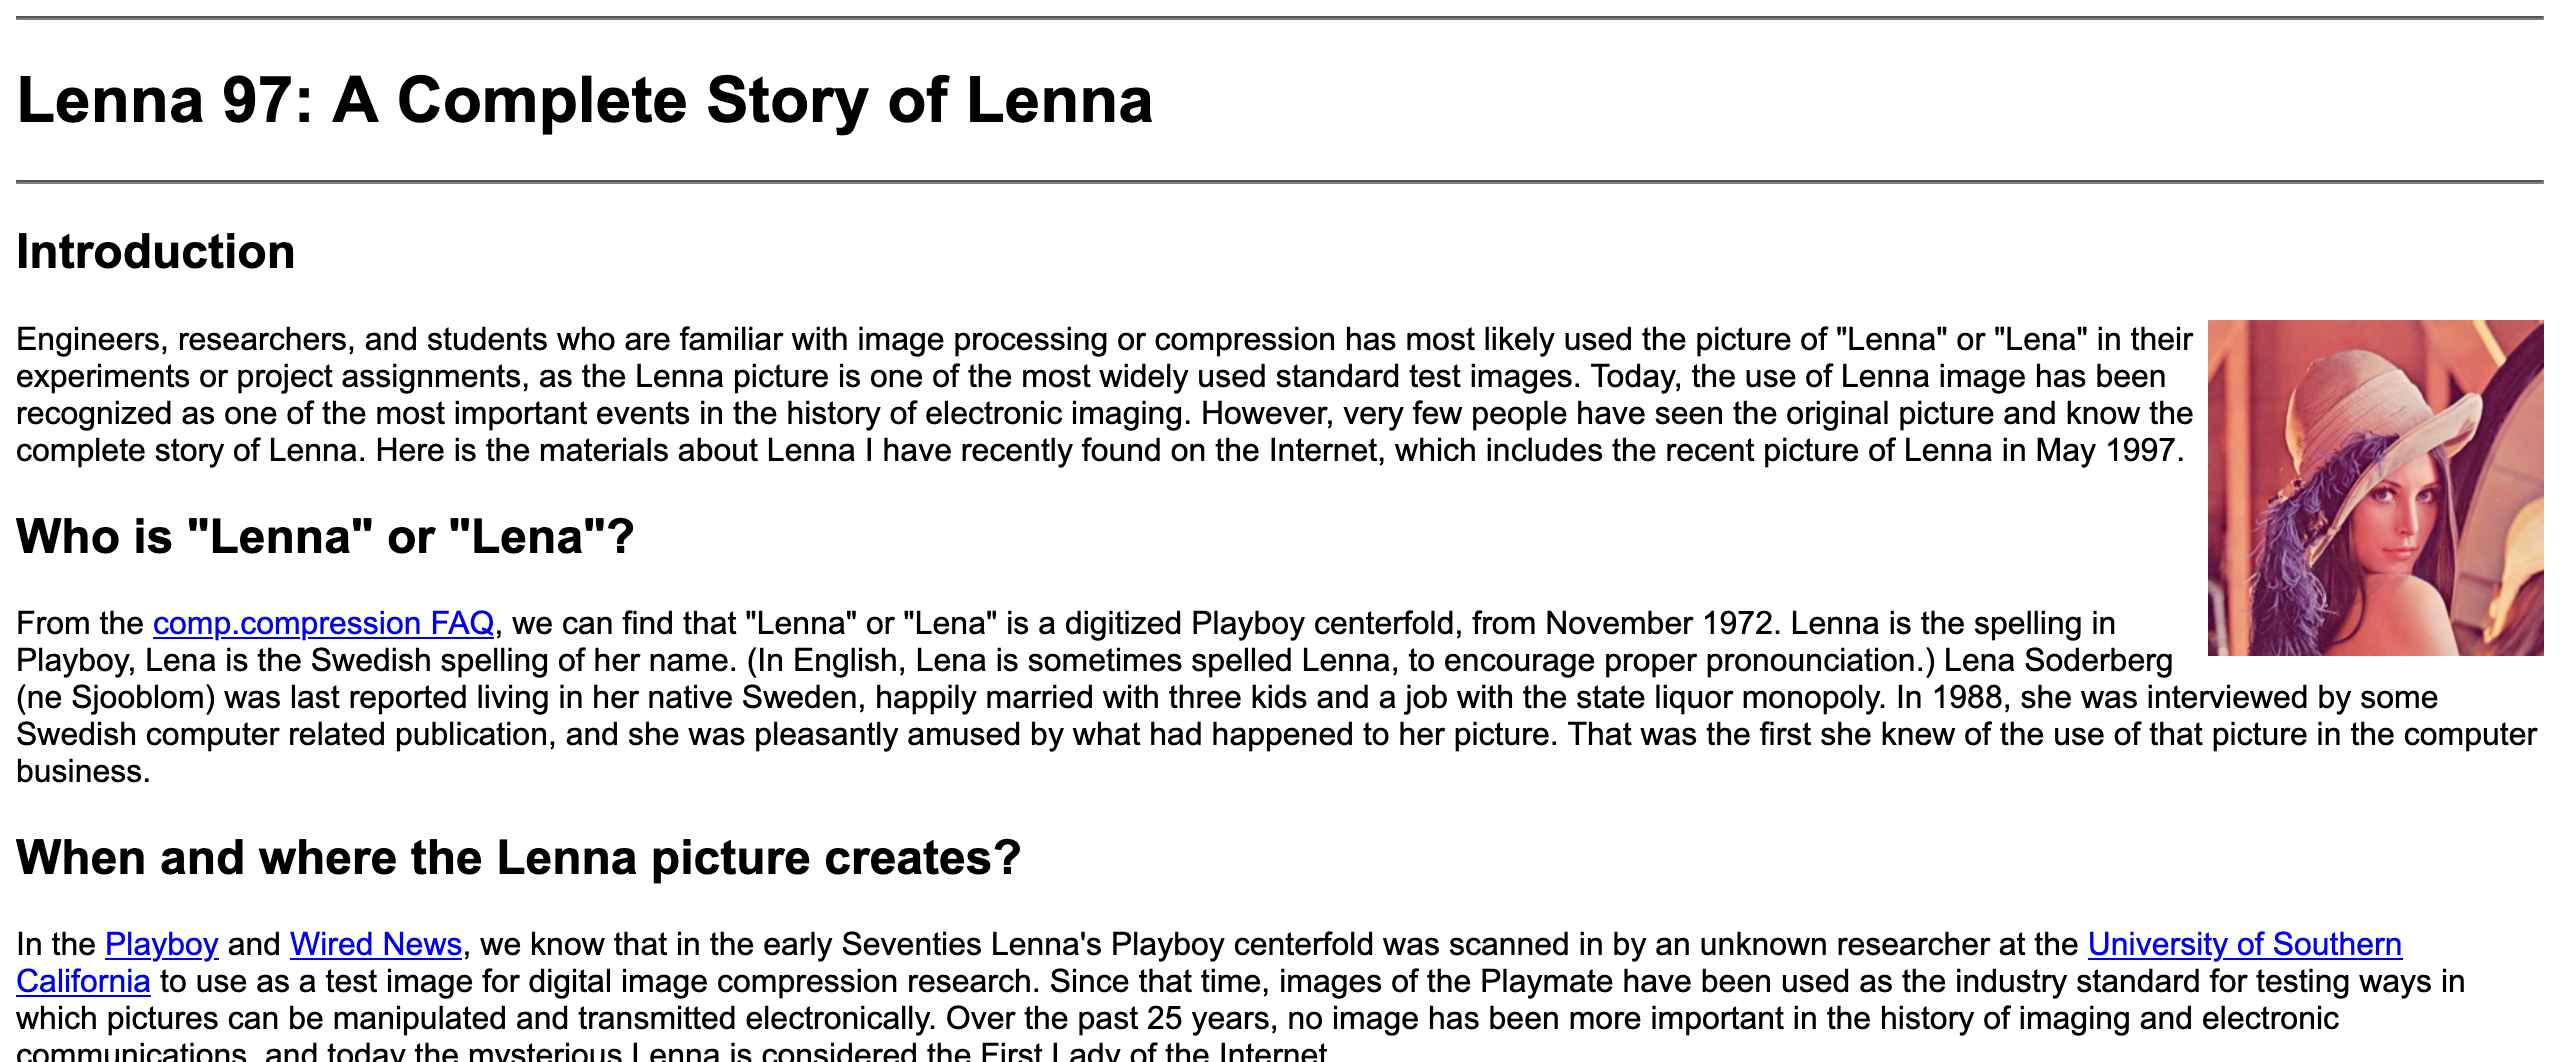 Lenna 97: A Complete Story of Lenna
Introduction
Engineers, researchers, and students who are familiar with image processing or compression has most likely used the picture of "Lenna" or "Lena" in their
experiments or project assignments, as the Lenna picture is one of the most widely used standard test images. Today, the use of Lenna image has been
recognized as one of the most important events in the history of electronic imaging. However, very few people have seen the original picture and know the
complete story of Lenna. Here is the materials about Lenna I have recently found on the Internet, which includes the recent picture of Lenna in May 1997.
Who is "Lenna" or "Lena"?
From the comp.compression FAQ, we can find that "Lenna" or "Lena" is a digitized Playboy centerfold, from November 1972. Lenna is the spelling in
Playboy, Lena is the Swedish spelling of her name. (In English, Lena is sometimes spelled Lenna, to encourage proper pronounciation.) Lena Soderberg
(ne Sjooblom) was last reported living in her native Sweden, happily married with three kids and a job with the state liquor monopoly. In 1988, she was interviewed by some
Swedish computer related publication, and she was pleasantly amused by what had happened to her picture. That was the first she knew of the use of that picture in the computer
business.
When and where the Lenna picture creates?
In the Playboy and Wired News, we know that in the early Seventies Lenna's Playboy centerfold was scanned in by an unknown researcher at the University of Southern
California to use as a test image for digital image compression research. Since that time, images of the Playmate have been used as the industry standard for testing ways in
which pictures can be manipulated and transmitted electronically. Over the past 25 years, no image has been more important in the history of imaging and electronic
communications, and today the mysterious Lenna is considered the First Lady of the Internet